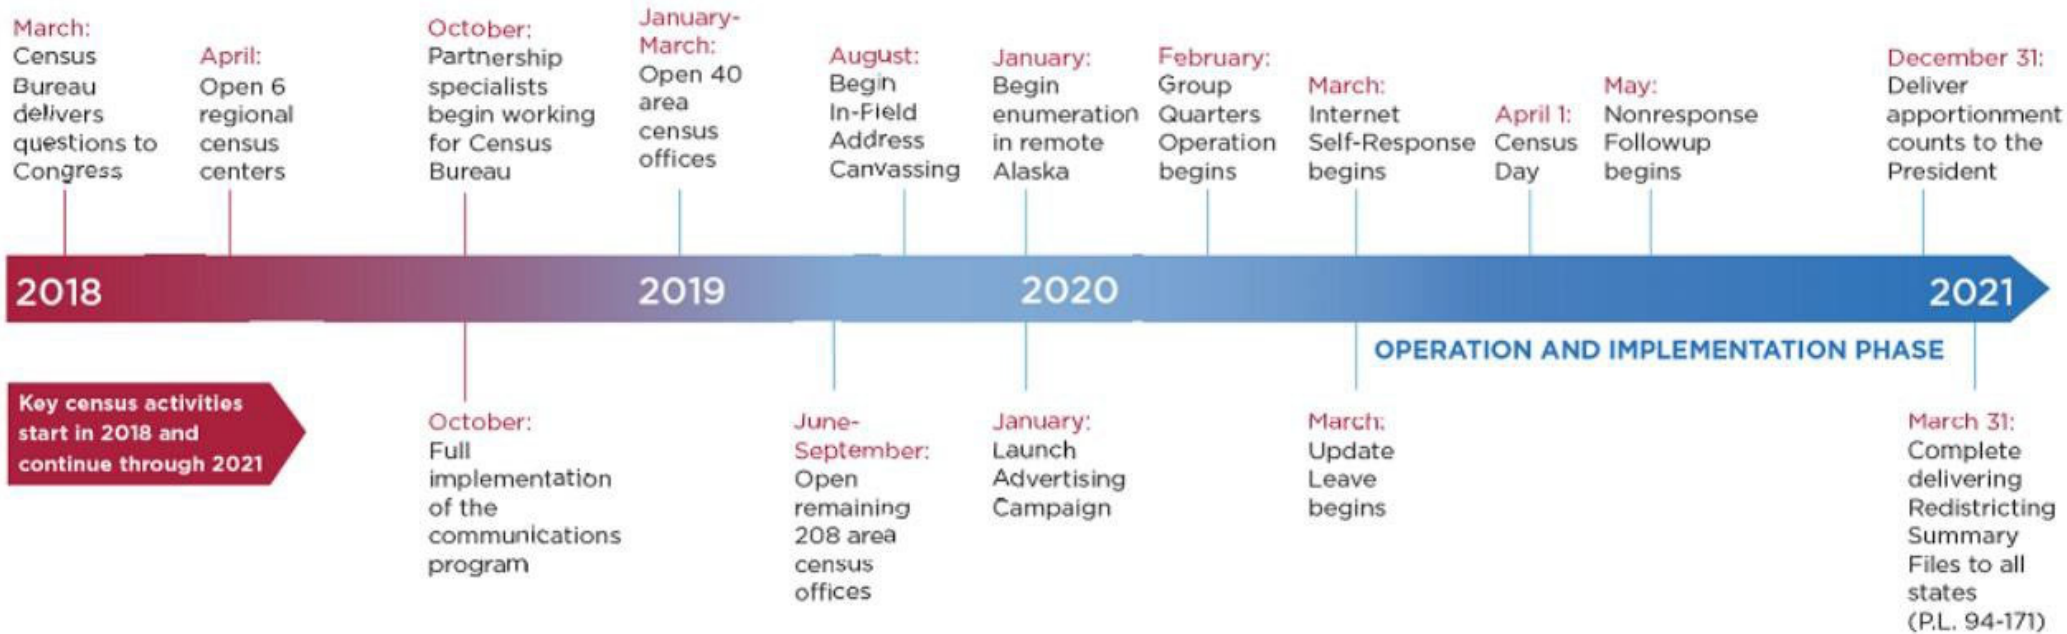 March:
Census
Bureau
delivers
questions to
Congress
April:
Open 6
regional
census
centers
October:
Partnership
specialists
begin working
for Census
Bureau
January-
March:
Open 40
area
census
offices
August:
Begin
In-Field
Address
Canvassing
January:
Begin
enumeration
in remote
Alaska
February:
Group
Quarters
Operation
begins
March:
Internet
Self-Response
begins
April 1:
Census
Day
May:
Nonresponse
Followup
begins
December 31:
Deliver
apportionment
counts to the
President
2018
2019
2020
2021
OPERATION AND IMPLEMENTATION PHASE
Key census activities
start in 2018 and
continue through 2021
October:
Full
implementation
of the
communications
program
June-
September:
Open
remaining
208 area
census
offices
January:
Launch
Advertising
Campaign
March:
Update
Leave
begins
March 31:
Complete
delivering
Redistricting
Summary
Files to all
states
(P.L. 94-171)